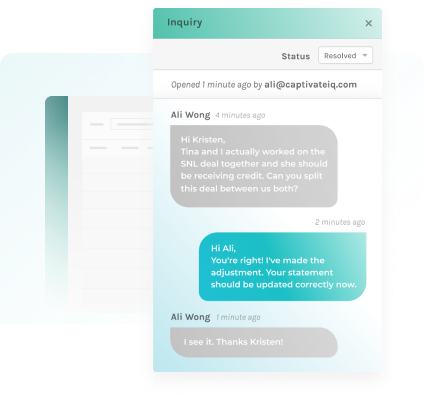 Inquiry ×
Status Resolved
Opened 1 minute ago by ali@captivateiq.com
Ali Wong 4 minutes ago
Hi Kristen,
Tina and I actually worked on the
SNL deal together and she should
be receiving credit. Can you split
this deal between us both?
2 minutes ago
Hi Ali,
You're right! I've made the
adjustment. Your statement
should be updated correctly now.
Ali Wong 1 minute ago
I see it. Thanks Kristen!